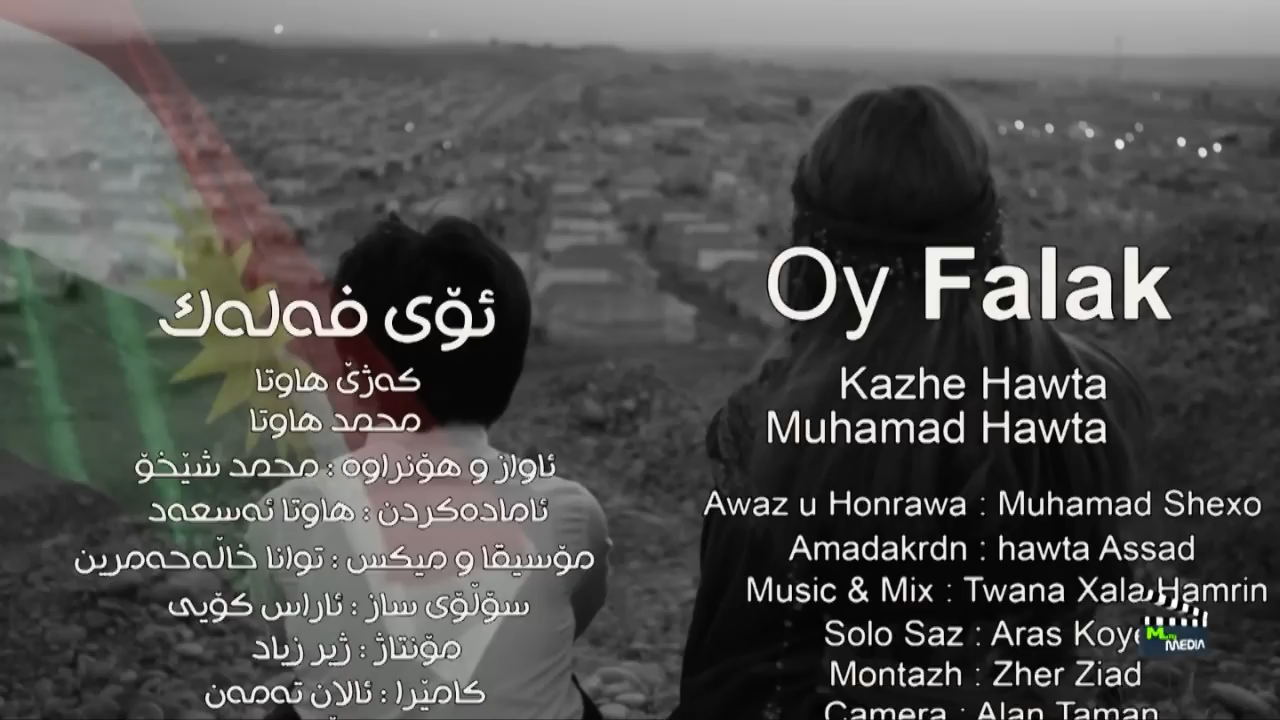 ئۆی فەلەك
کەژێ هاوتا
محمد هاوتا
ئاواز و هۆنراوە : محمد شێخۆ
ئامادەکردن : هاوتا ئەسعەد
مۆسیقا و میکس : توانا خاڵەحەمرین
سۆلۆی ساز : ئاراس کۆیی
مۆنتاژ : ژیر زیاد
کامێرا : ئالان تەمەن
Oy Falak
Kazhe Hawta
Muhamad Hawta
Awaz u Honrawa : Muhamad Shexo
Amadakrdn : hawta Assad
Music & Mix : Twana Xala Hamrin
Solo Saz : Aras Koye
Montazh : Zher Ziad
Camera : Alan Taman
MEDIA